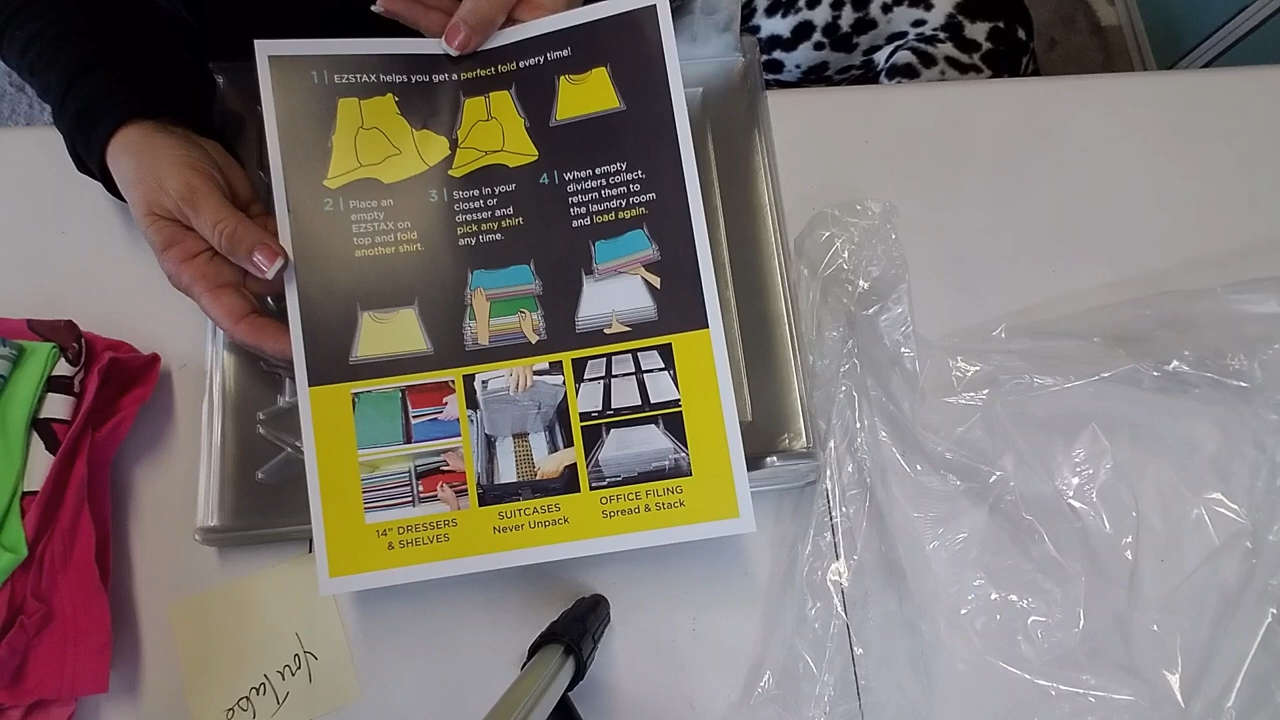 1 | EZSTAX helps you get a perfect fold every time!
2 | Place an
empty
EZSTAX on
top and fold
another shirt.
3 | Store in your
closet or
dresser and
pick any shirt
any time.
4 | When empty
dividers collect,
return them to
the laundry room
and load again.
14" DRESSERS
& SHELVES
SUITCASES
Never Unpack
OFFICE FILING
Spread & Stack
YouTube